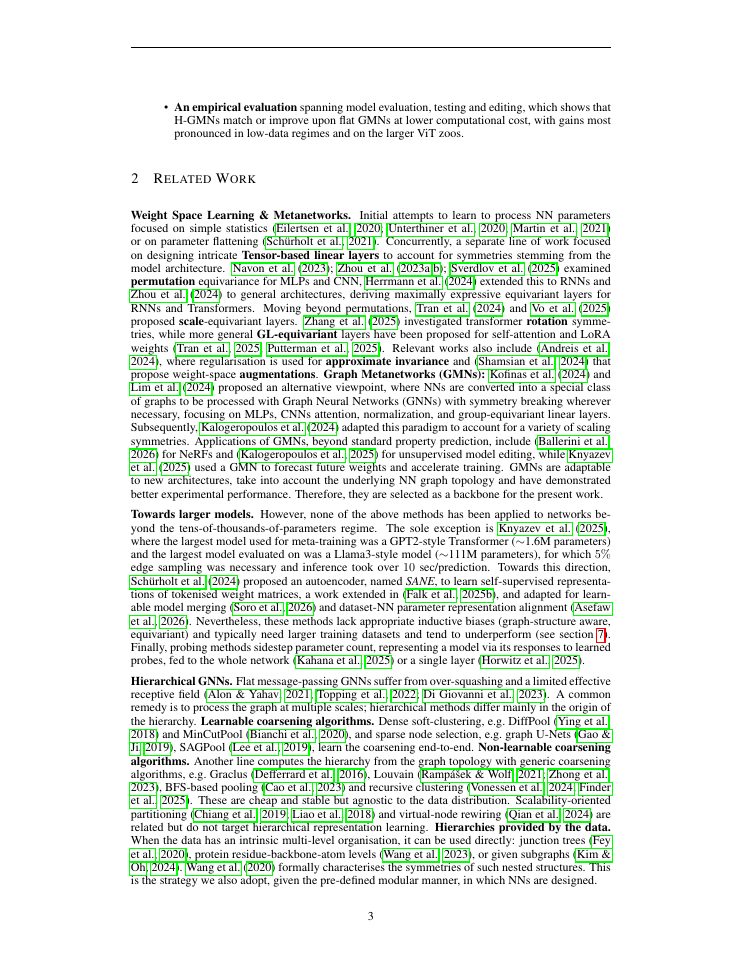 • An empirical evaluation spanning model evaluation, testing and editing, which shows that
H-GMNs match or improve upon flat GMNs at lower computational cost, with gains most
pronounced in low-data regimes and on the larger ViT zoos.
2 RELATED WORK
Weight Space Learning & Metanetworks. Initial attempts to learn to process NN parameters
focused on simple statistics (Eilertsen et al., 2020; Unterthiner et al., 2020; Martin et al., 2021)
or on parameter flattening (Schürholt et al., 2021). Concurrently, a separate line of work focused
on designing intricate Tensor-based linear layers to account for symmetries stemming from the
model architecture. Navon et al. (2023); Zhou et al. (2023a;b); Sverdlov et al. (2025) examined
permutation equivariance for MLPs and CNN, Herrmann et al. (2024) extended this to RNNs and
Zhou et al. (2024) to general architectures, deriving maximally expressive equivariant layers for
RNNs and Transformers. Moving beyond permutations, Tran et al. (2024) and Vo et al. (2025)
proposed scale-equivariant layers. Zhang et al. (2025) investigated transformer rotation symme-
tries, while more general GL-equivariant layers have been proposed for self-attention and LoRA
weights (Tran et al., 2025; Putterman et al., 2025). Relevant works also include (Andreis et al.,
2024), where regularisation is used for approximate invariance and (Shamsian et al., 2024) that
propose weight-space augmentations. Graph Metanetworks (GMNs): Kofinas et al. (2024) and
Lim et al. (2024) proposed an alternative viewpoint, where NNs are converted into a special class
of graphs to be processed with Graph Neural Networks (GNNs) with symmetry breaking wherever
necessary, focusing on MLPs, CNNs attention, normalization, and group-equivariant linear layers.
Subsequently, Kalogeropoulos et al. (2024) adapted this paradigm to account for a variety of scaling
symmetries. Applications of GMNs, beyond standard property prediction, include (Ballerini et al.,
2026) for NeRFs and (Kalogeropoulos et al., 2025) for unsupervised model editing, while Knyazev
et al. (2025) used a GMN to forecast future weights and accelerate training. GMNs are adaptable
to new architectures, take into account the underlying NN graph topology and have demonstrated
better experimental performance. Therefore, they are selected as a backbone for the present work.
Towards larger models. However, none of the above methods has been applied to networks be-
yond the tens-of-thousands-of-parameters regime. The sole exception is Knyazev et al. (2025),
where the largest model used for meta-training was a GPT2-style Transformer (∼1.6M parameters)
and the largest model evaluated on was a Llama3-style model (∼111M parameters), for which 5%
edge sampling was necessary and inference took over 10 sec/prediction. Towards this direction,
Schürholt et al. (2024) proposed an autoencoder, named SANE, to learn self-supervised representa-
tions of tokenised weight matrices, a work extended in (Falk et al., 2025b), and adapted for learn-
able model merging (Soro et al., 2026) and dataset-NN parameter representation alignment (Asefaw
et al., 2026). Nevertheless, these methods lack appropriate inductive biases (graph-structure aware,
equivariant) and typically need larger training datasets and tend to underperform (see section 7).
Finally, probing methods sidestep parameter count, representing a model via its responses to learned
probes, fed to the whole network (Kahana et al., 2025) or a single layer (Horwitz et al., 2025).
Hierarchical GNNs. Flat message-passing GNNs suffer from over-squashing and a limited effective
receptive field (Alon & Yahav, 2021; Topping et al., 2022; Di Giovanni et al., 2023). A common
remedy is to process the graph at multiple scales; hierarchical methods differ mainly in the origin of
the hierarchy. Learnable coarsening algorithms. Dense soft-clustering, e.g. DiffPool (Ying et al.,
2018) and MinCutPool (Bianchi et al., 2020), and sparse node selection, e.g. graph U-Nets (Gao &
Ji, 2019), SAGPool (Lee et al., 2019), learn the coarsening end-to-end. Non-learnable coarsening
algorithms. Another line computes the hierarchy from the graph topology with generic coarsening
algorithms, e.g. Graclus (Defferrard et al., 2016), Louvain (Rampášek & Wolf, 2021; Zhong et al.,
2023), BFS-based pooling (Cao et al., 2023) and recursive clustering (Vonessen et al., 2024; Finder
et al., 2025). These are cheap and stable but agnostic to the data distribution. Scalability-oriented
partitioning (Chiang et al., 2019; Liao et al., 2018) and virtual-node rewiring (Qian et al., 2024) are
related but do not target hierarchical representation learning. Hierarchies provided by the data.
When the data has an intrinsic multi-level organisation, it can be used directly: junction trees (Fey
et al., 2020), protein residue-backbone-atom levels (Wang et al., 2023), or given subgraphs (Kim &
Oh, 2024). Wang et al. (2020) formally characterises the symmetries of such nested structures. This
is the strategy we also adopt, given the pre-defined modular manner, in which NNs are designed.
3